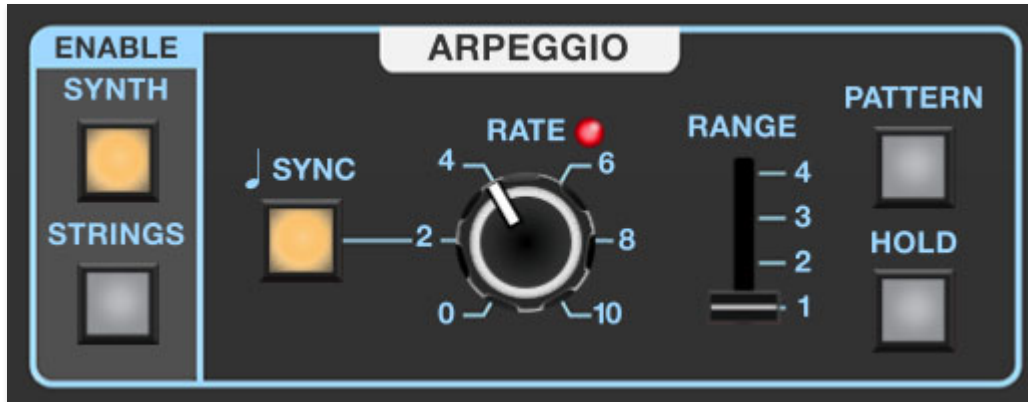 ENABLE
ARPEGGIO
SYNTH
STRINGS
♩ SYNC
RATE
0
2
4
6
8
10
RANGE
4
3
2
1
PATTERN
HOLD